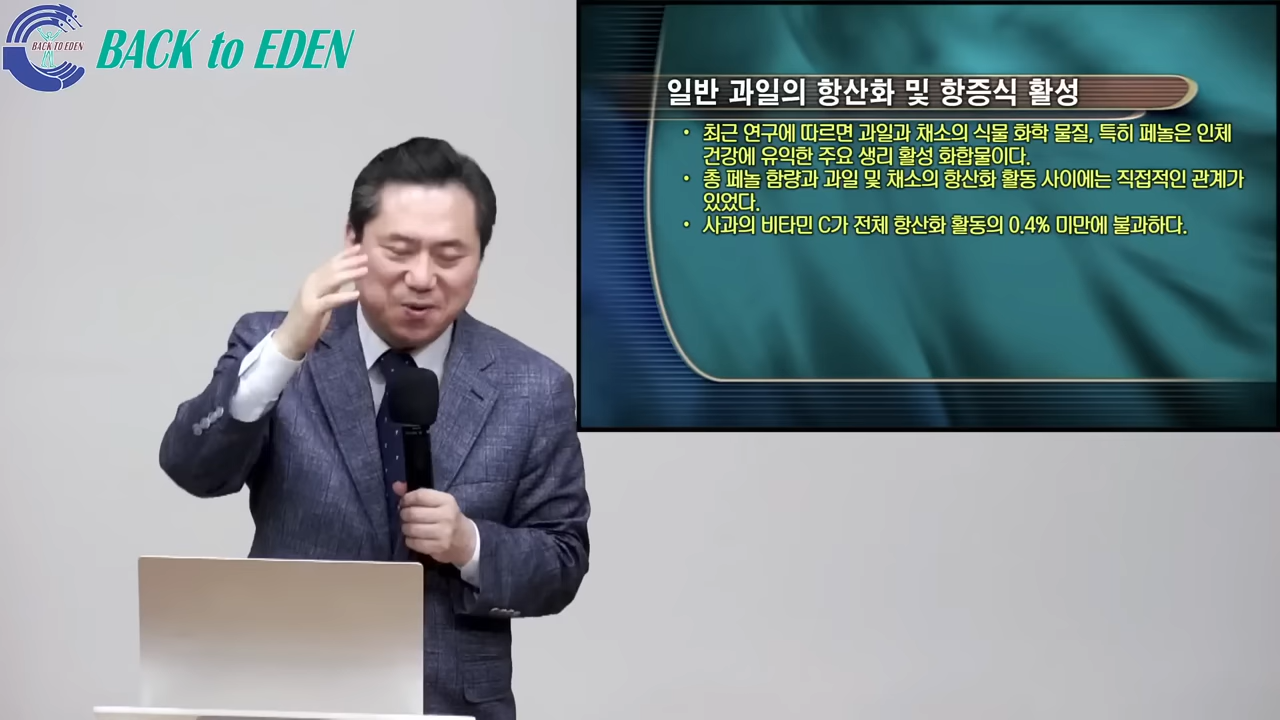 BACK TO EDEN
BACK to EDEN
일반 과일의 항산화 및 항증식 활성
• 최근 연구에 따르면 과일과 채소의 식물 화학 물질, 특히 페놀은 인체
건강에 유익한 주요 생리 활성 화합물이다.
• 총 페놀 함량과 과일 및 채소의 항산화 활동 사이에는 직접적인 관계가
있었다.
• 사과의 비타민 C가 전체 항산화 활동의 0.4% 미만에 불과하다.